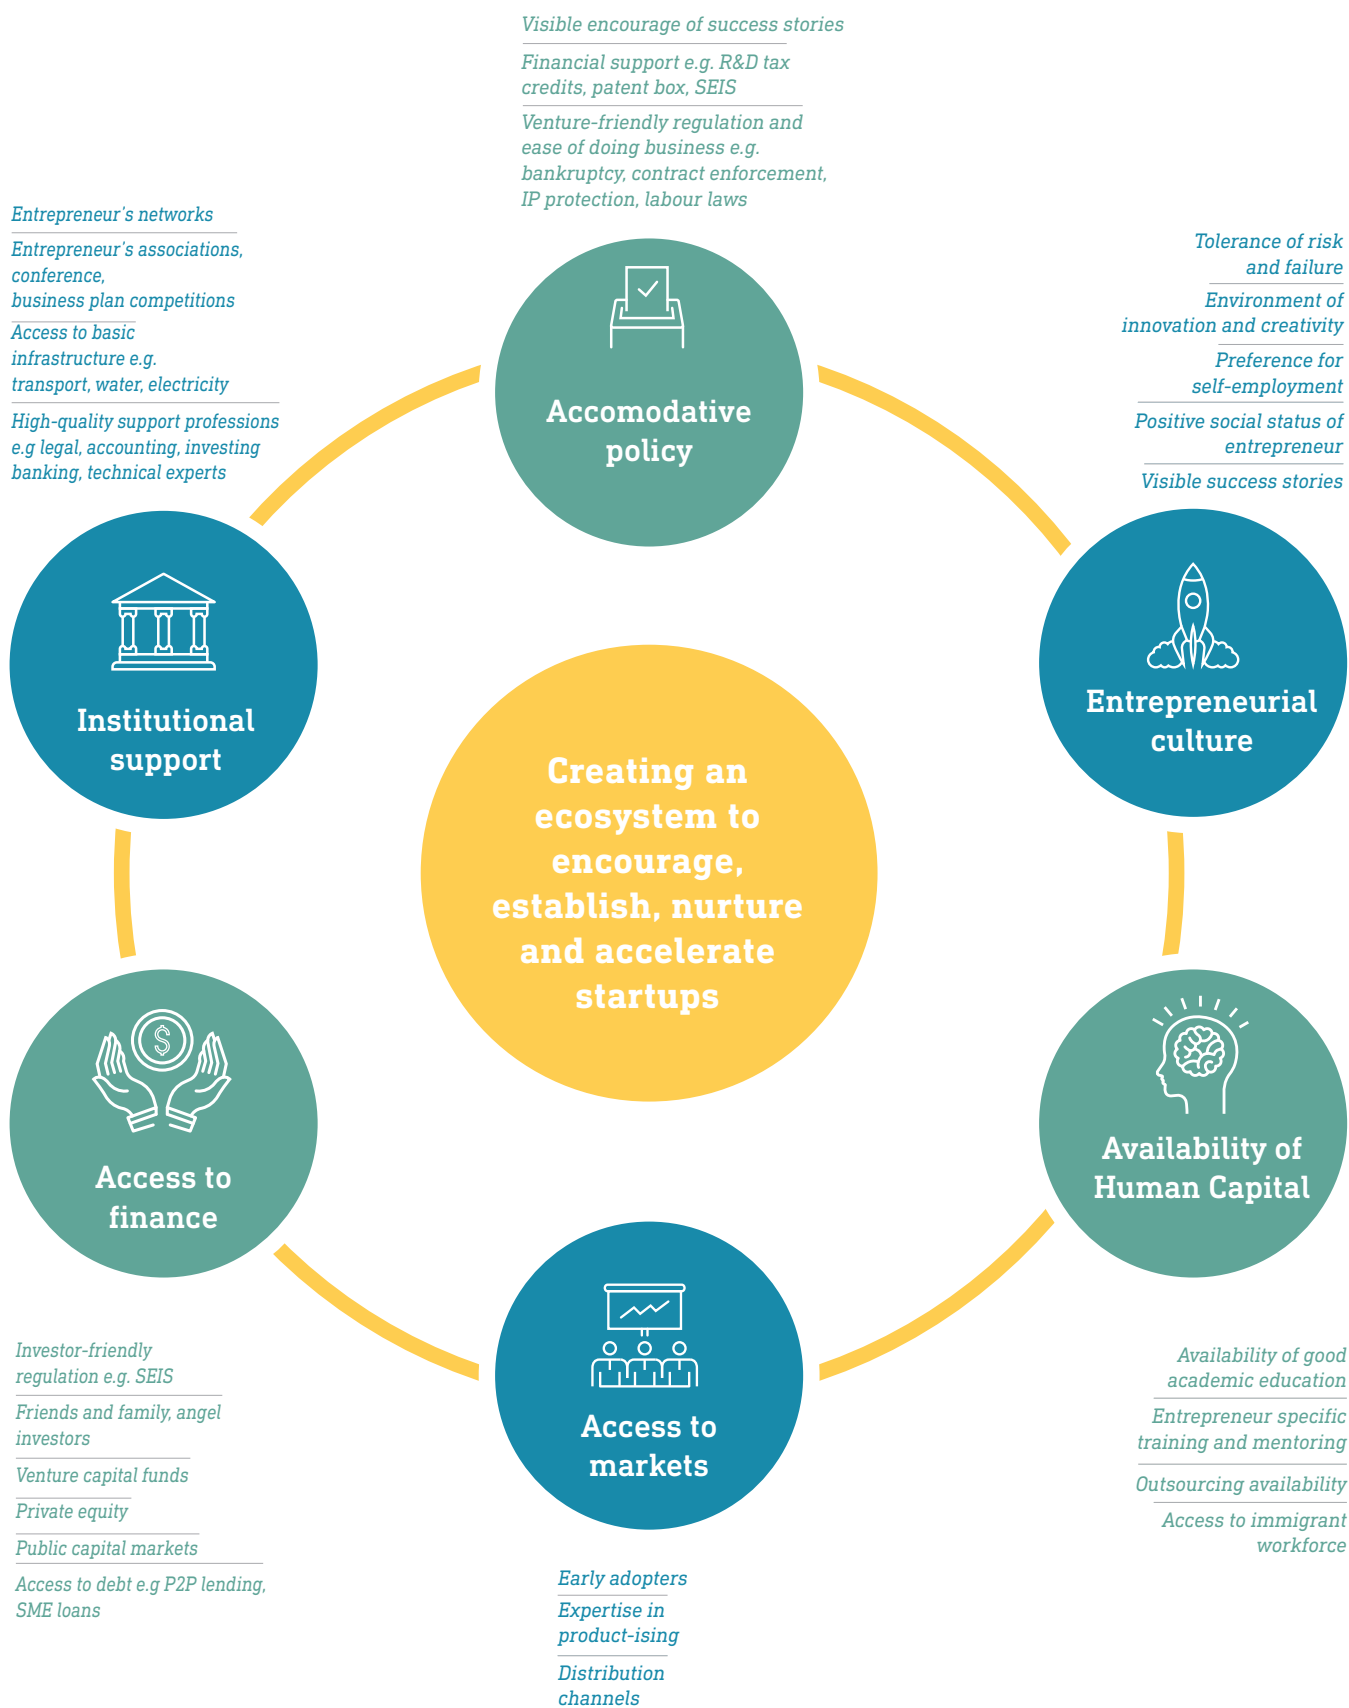 Visible encourage of success stories
Financial support e.g. R&D tax
credits, patent box, SEIS
Venture-friendly regulation and
ease of doing business e.g.
bankruptcy, contract enforcement,
IP protection, labour laws
Accomodative
policy
Tolerance of risk
and failure
Environment of
innovation and creativity
Preference for
self-employment
Positive social status of
entrepreneur
Visible success stories
Entrepreneurial
culture
Availability of
Human Capital
Availability of good
academic education
Entrepreneur specific
training and mentoring
Outsourcing availability
Access to immigrant
workforce
Access to
markets
Early adopters
Expertise in
product-ising
Distribution
channels
$
Access to
finance
Investor-friendly
regulation e.g. SEIS
Friends and family, angel
investors
Venture capital funds
Private equity
Public capital markets
Access to debt e.g P2P lending,
SME loans
Entrepreneur's networks
Entrepreneur's associations,
conference,
business plan competitions
Access to basic
infrastructure e.g.
transport, water, electricity
High-quality support professions
e.g legal, accounting, investing
banking, technical experts
Institutional
support
Creating an
ecosystem to
encourage,
establish, nurture
and accelerate
startups